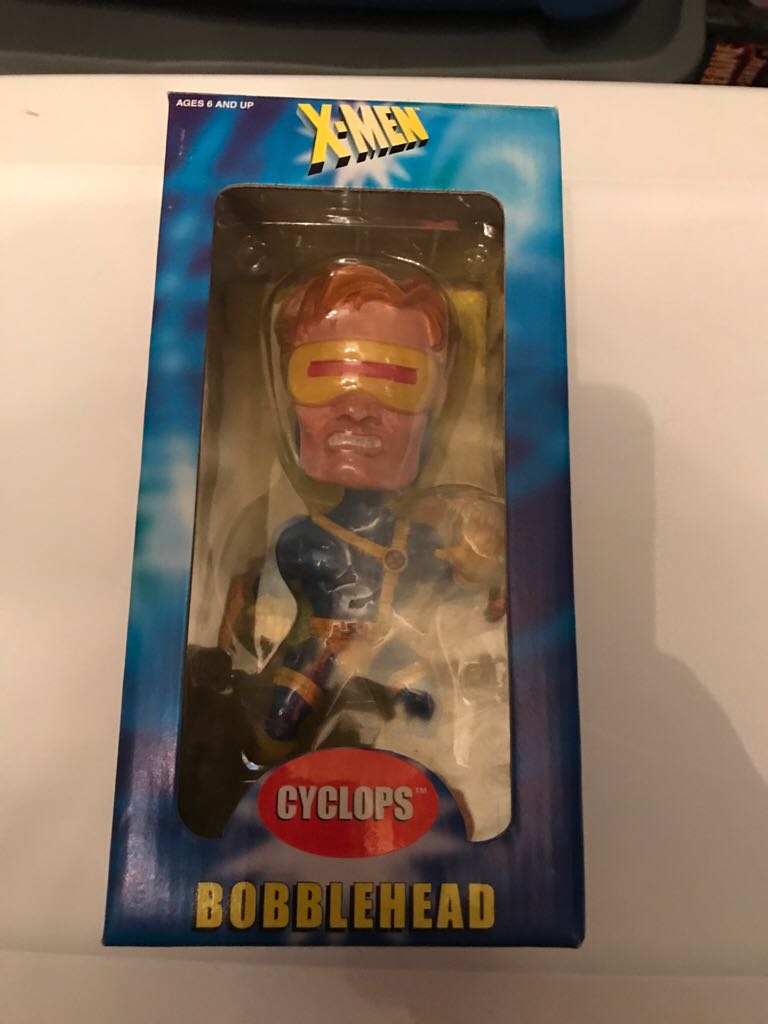 AGES 6 AND UP
X-MEN
CYCLOPS™
BOBBLEHEAD